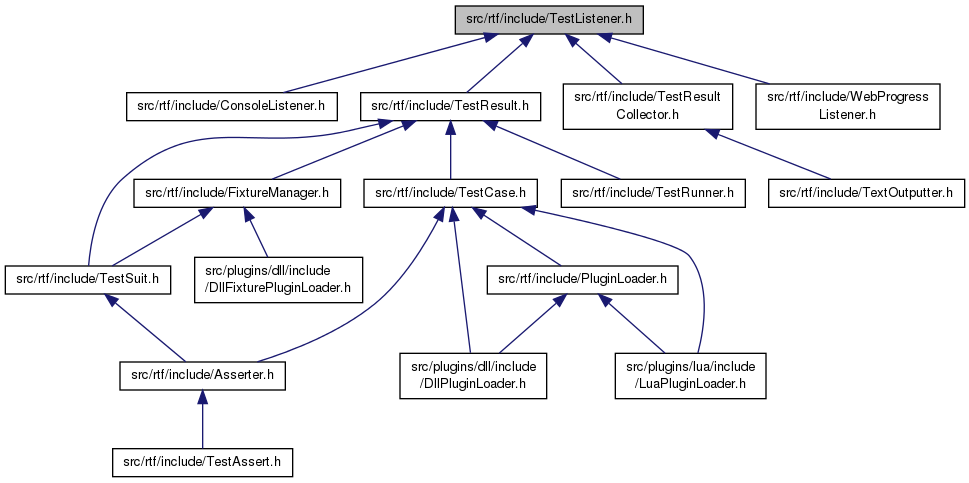 src/rtf/include/TestListener.h
src/rtf/include/ConsoleListener.h
src/rtf/include/TestResult.h
src/rtf/include/TestResult
Collector.h
src/rtf/include/WebProgress
Listener.h
src/rtf/include/FixtureManager.h
src/rtf/include/TestCase.h
src/rtf/include/TestRunner.h
src/rtf/include/TextOutputter.h
src/rtf/include/TestSuit.h
src/plugins/dll/include
/DllFixturePluginLoader.h
src/rtf/include/PluginLoader.h
src/rtf/include/Asserter.h
src/plugins/dll/include
/DllPluginLoader.h
src/plugins/lua/include
/LuaPluginLoader.h
src/rtf/include/TestAssert.h